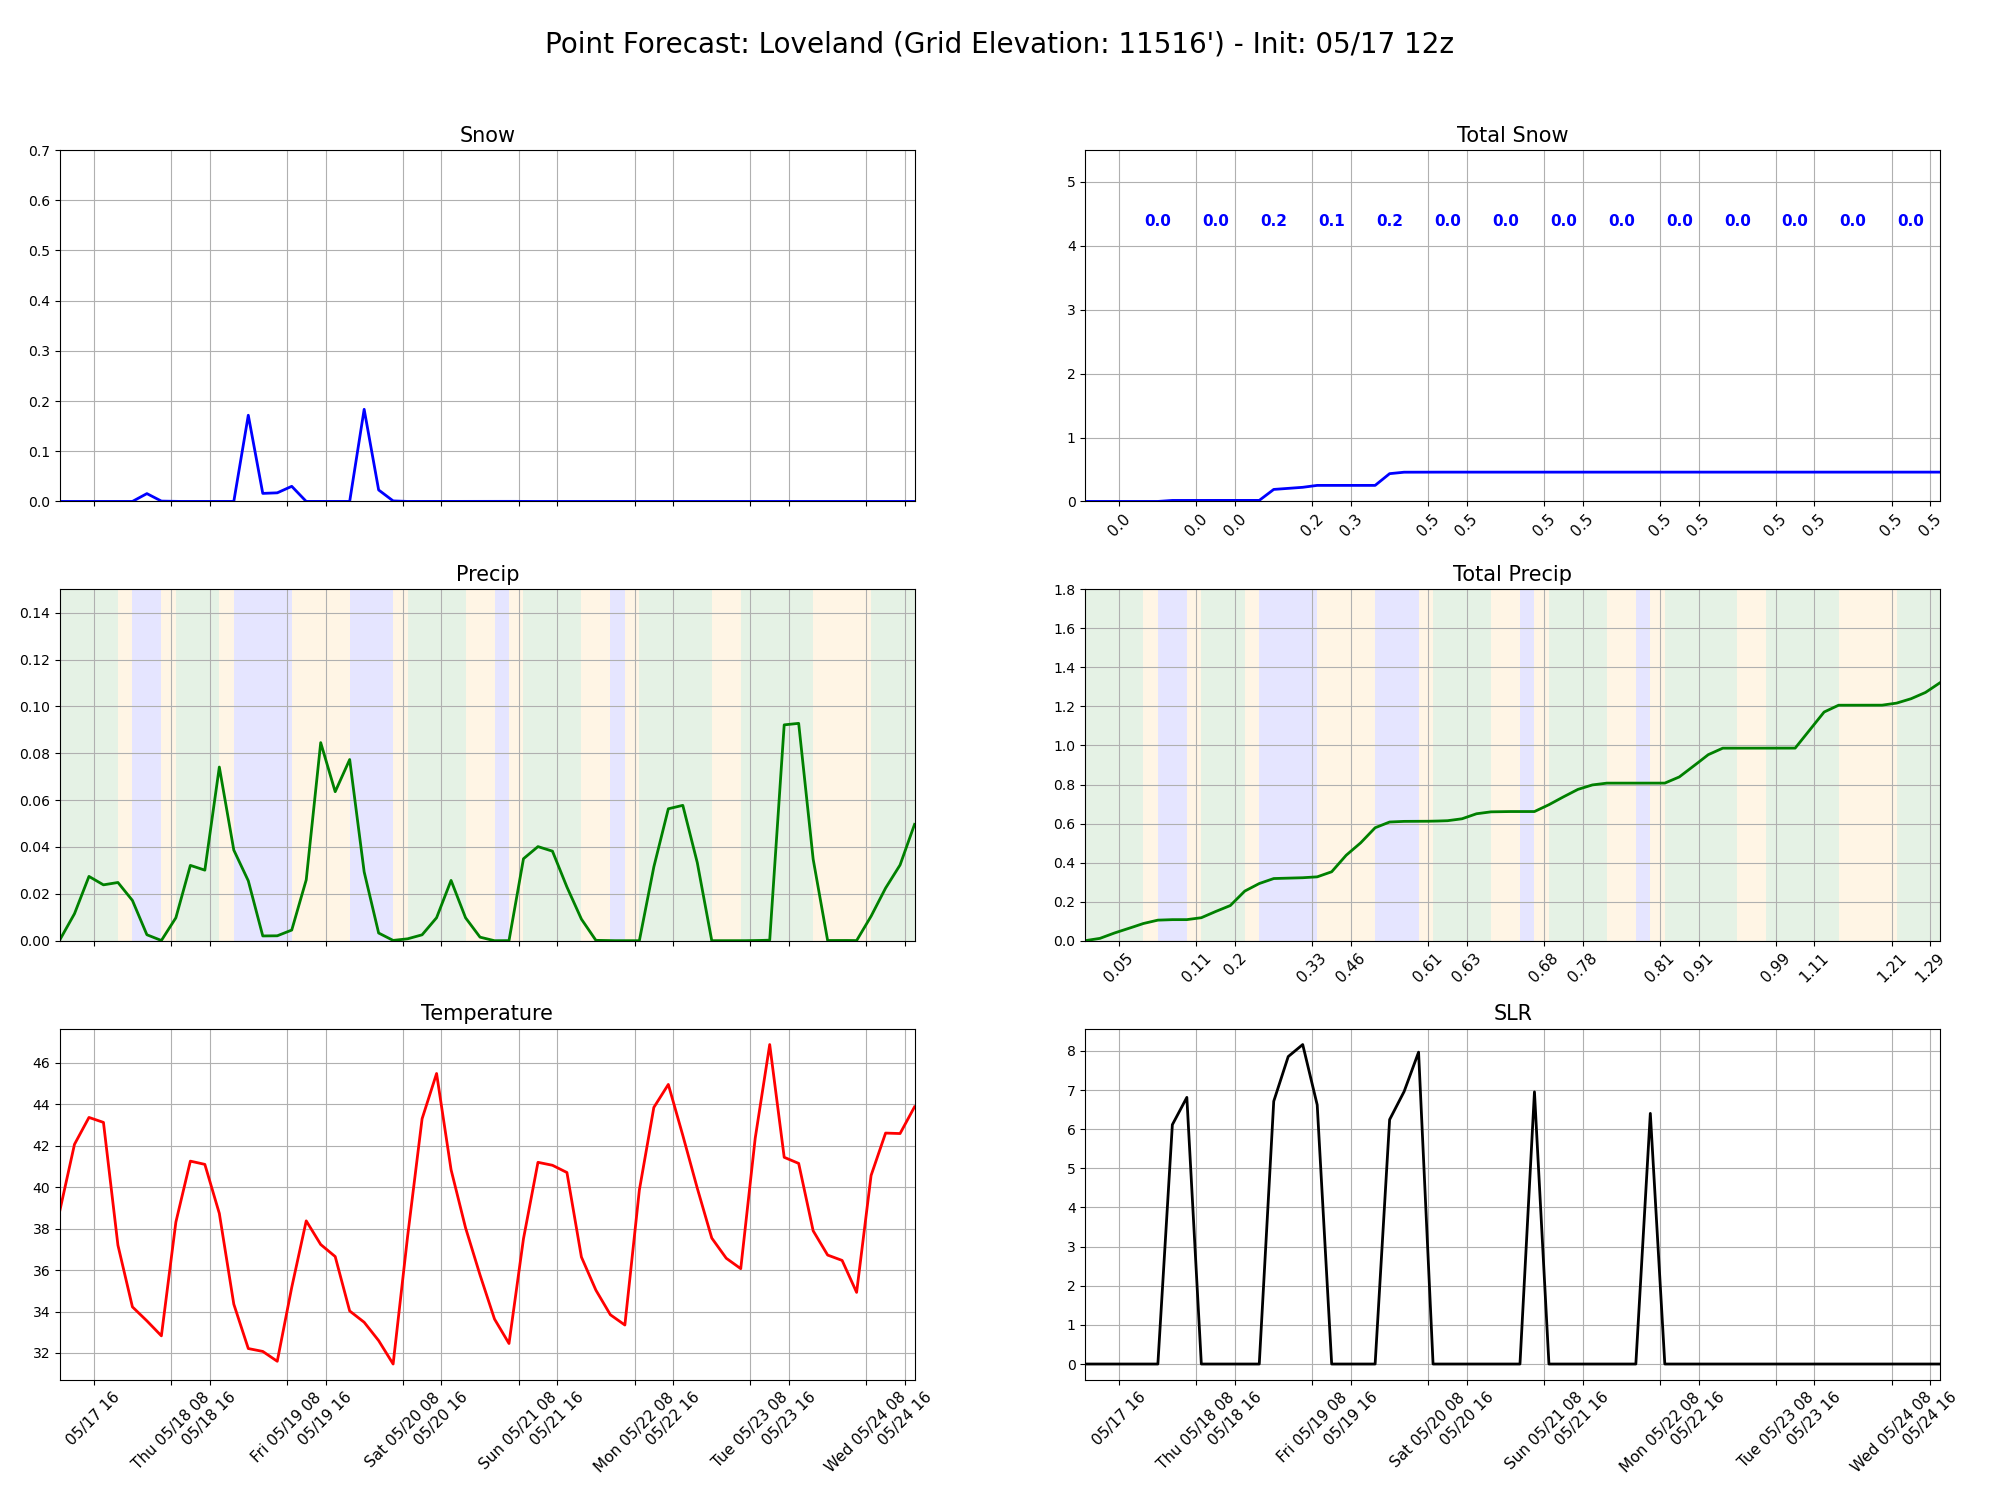 Point Forecast: Loveland (Grid Elevation: 11516') - Init: 05/17 12z
Snow
0.7
0.6
0.5
0.4
0.3
0.2
0.1
0.0
Total Snow
5
4
3
2
1
0
0.0 0.0 0.2 0.1 0.2 0.0 0.0 0.0 0.0 0.0 0.0 0.0 0.0 0.0
0.0 0.0 0.0 0.2 0.3 0.5 0.5 0.5 0.5 0.5 0.5 0.5 0.5 0.5 0.5
Precip
0.14
0.12
0.10
0.08
0.06
0.04
0.02
0.00
Total Precip
1.8
1.6
1.4
1.2
1.0
0.8
0.6
0.4
0.2
0.0
0.05 0.11 0.2 0.33 0.46 0.61 0.63 0.68 0.78 0.81 0.91 0.99 1.11 1.21 1.29
Temperature
46
44
42
40
38
36
34
32
05/17 16
Thu 05/18 08
05/18 16
Fri 05/19 08
05/19 16
Sat 05/20 08
05/20 16
Sun 05/21 08
05/21 16
Mon 05/22 08
05/22 16
Tue 05/23 08
05/23 16
Wed 05/24 08
05/24 16
SLR
8
7
6
5
4
3
2
1
0
05/17 16
Thu 05/18 08
05/18 16
Fri 05/19 08
05/19 16
Sat 05/20 08
05/20 16
Sun 05/21 08
05/21 16
Mon 05/22 08
05/22 16
Tue 05/23 08
05/23 16
Wed 05/24 08
05/24 16